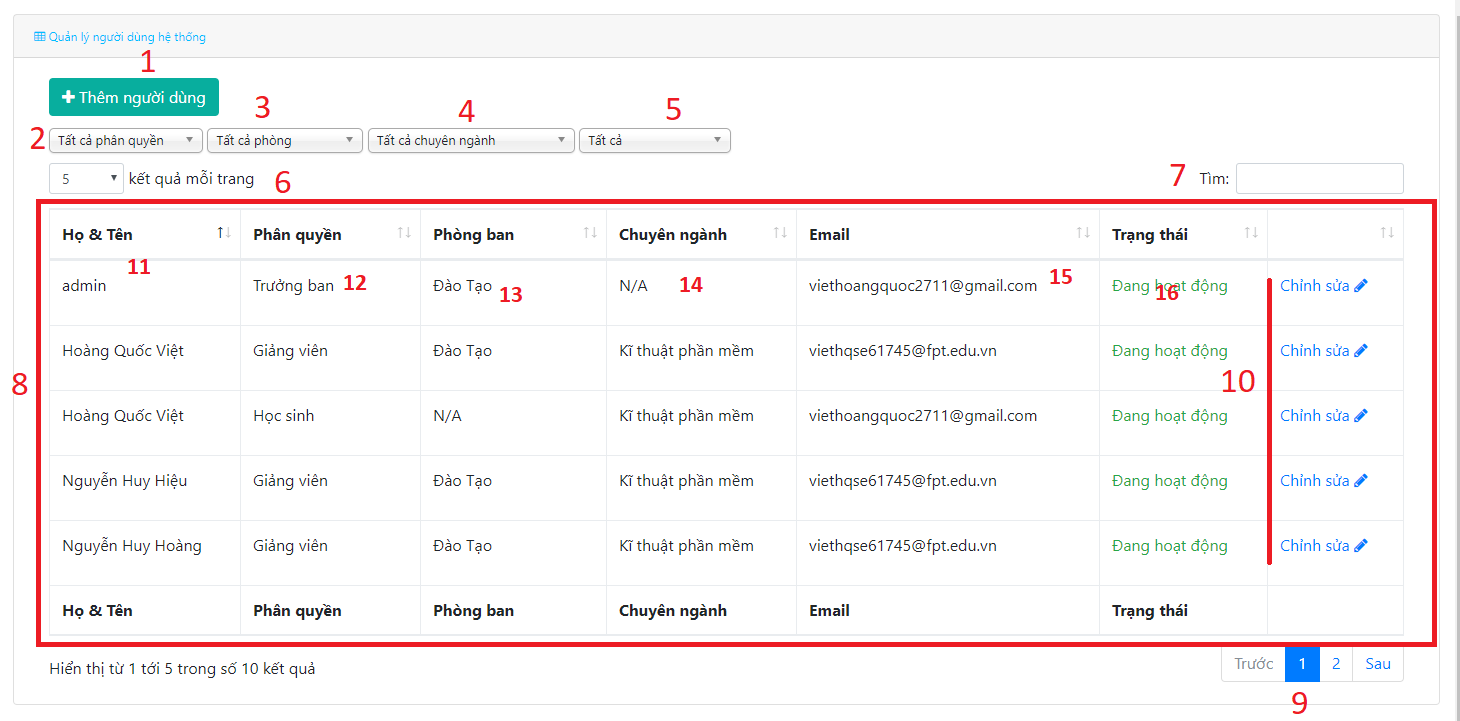 Quản lý người dùng hệ thống
1
Thêm người dùng
3 4 5
2 Tất cả phân quyền Tất cả phòng Tất cả chuyên ngành Tất cả
5 kết quả mỗi trang 6 7 Tìm:
Họ & Tên Phân quyền Phòng ban Chuyên ngành Email Trạng thái
11 12 13 14 15 16
admin Trưởng ban Đào Tạo N/A viethoangquoc2711@gmail.com Đang hoạt động Chỉnh sửa
Hoàng Quốc Việt Giảng viên Đào Tạo Kĩ thuật phần mềm viethqse61745@fpt.edu.vn Đang hoạt động Chỉnh sửa
8 10
Hoàng Quốc Việt Học sinh N/A Kĩ thuật phần mềm viethoangquoc2711@gmail.com Đang hoạt động Chỉnh sửa
Nguyễn Huy Hiệu Giảng viên Đào Tạo Kĩ thuật phần mềm viethqse61745@fpt.edu.vn Đang hoạt động Chỉnh sửa
Nguyễn Huy Hoàng Giảng viên Đào Tạo Kĩ thuật phần mềm viethqse61745@fpt.edu.vn Đang hoạt động Chỉnh sửa
Họ & Tên Phân quyền Phòng ban Chuyên ngành Email Trạng thái
Hiển thị từ 1 tới 5 trong số 10 kết quả Trước 1 2 Sau
9